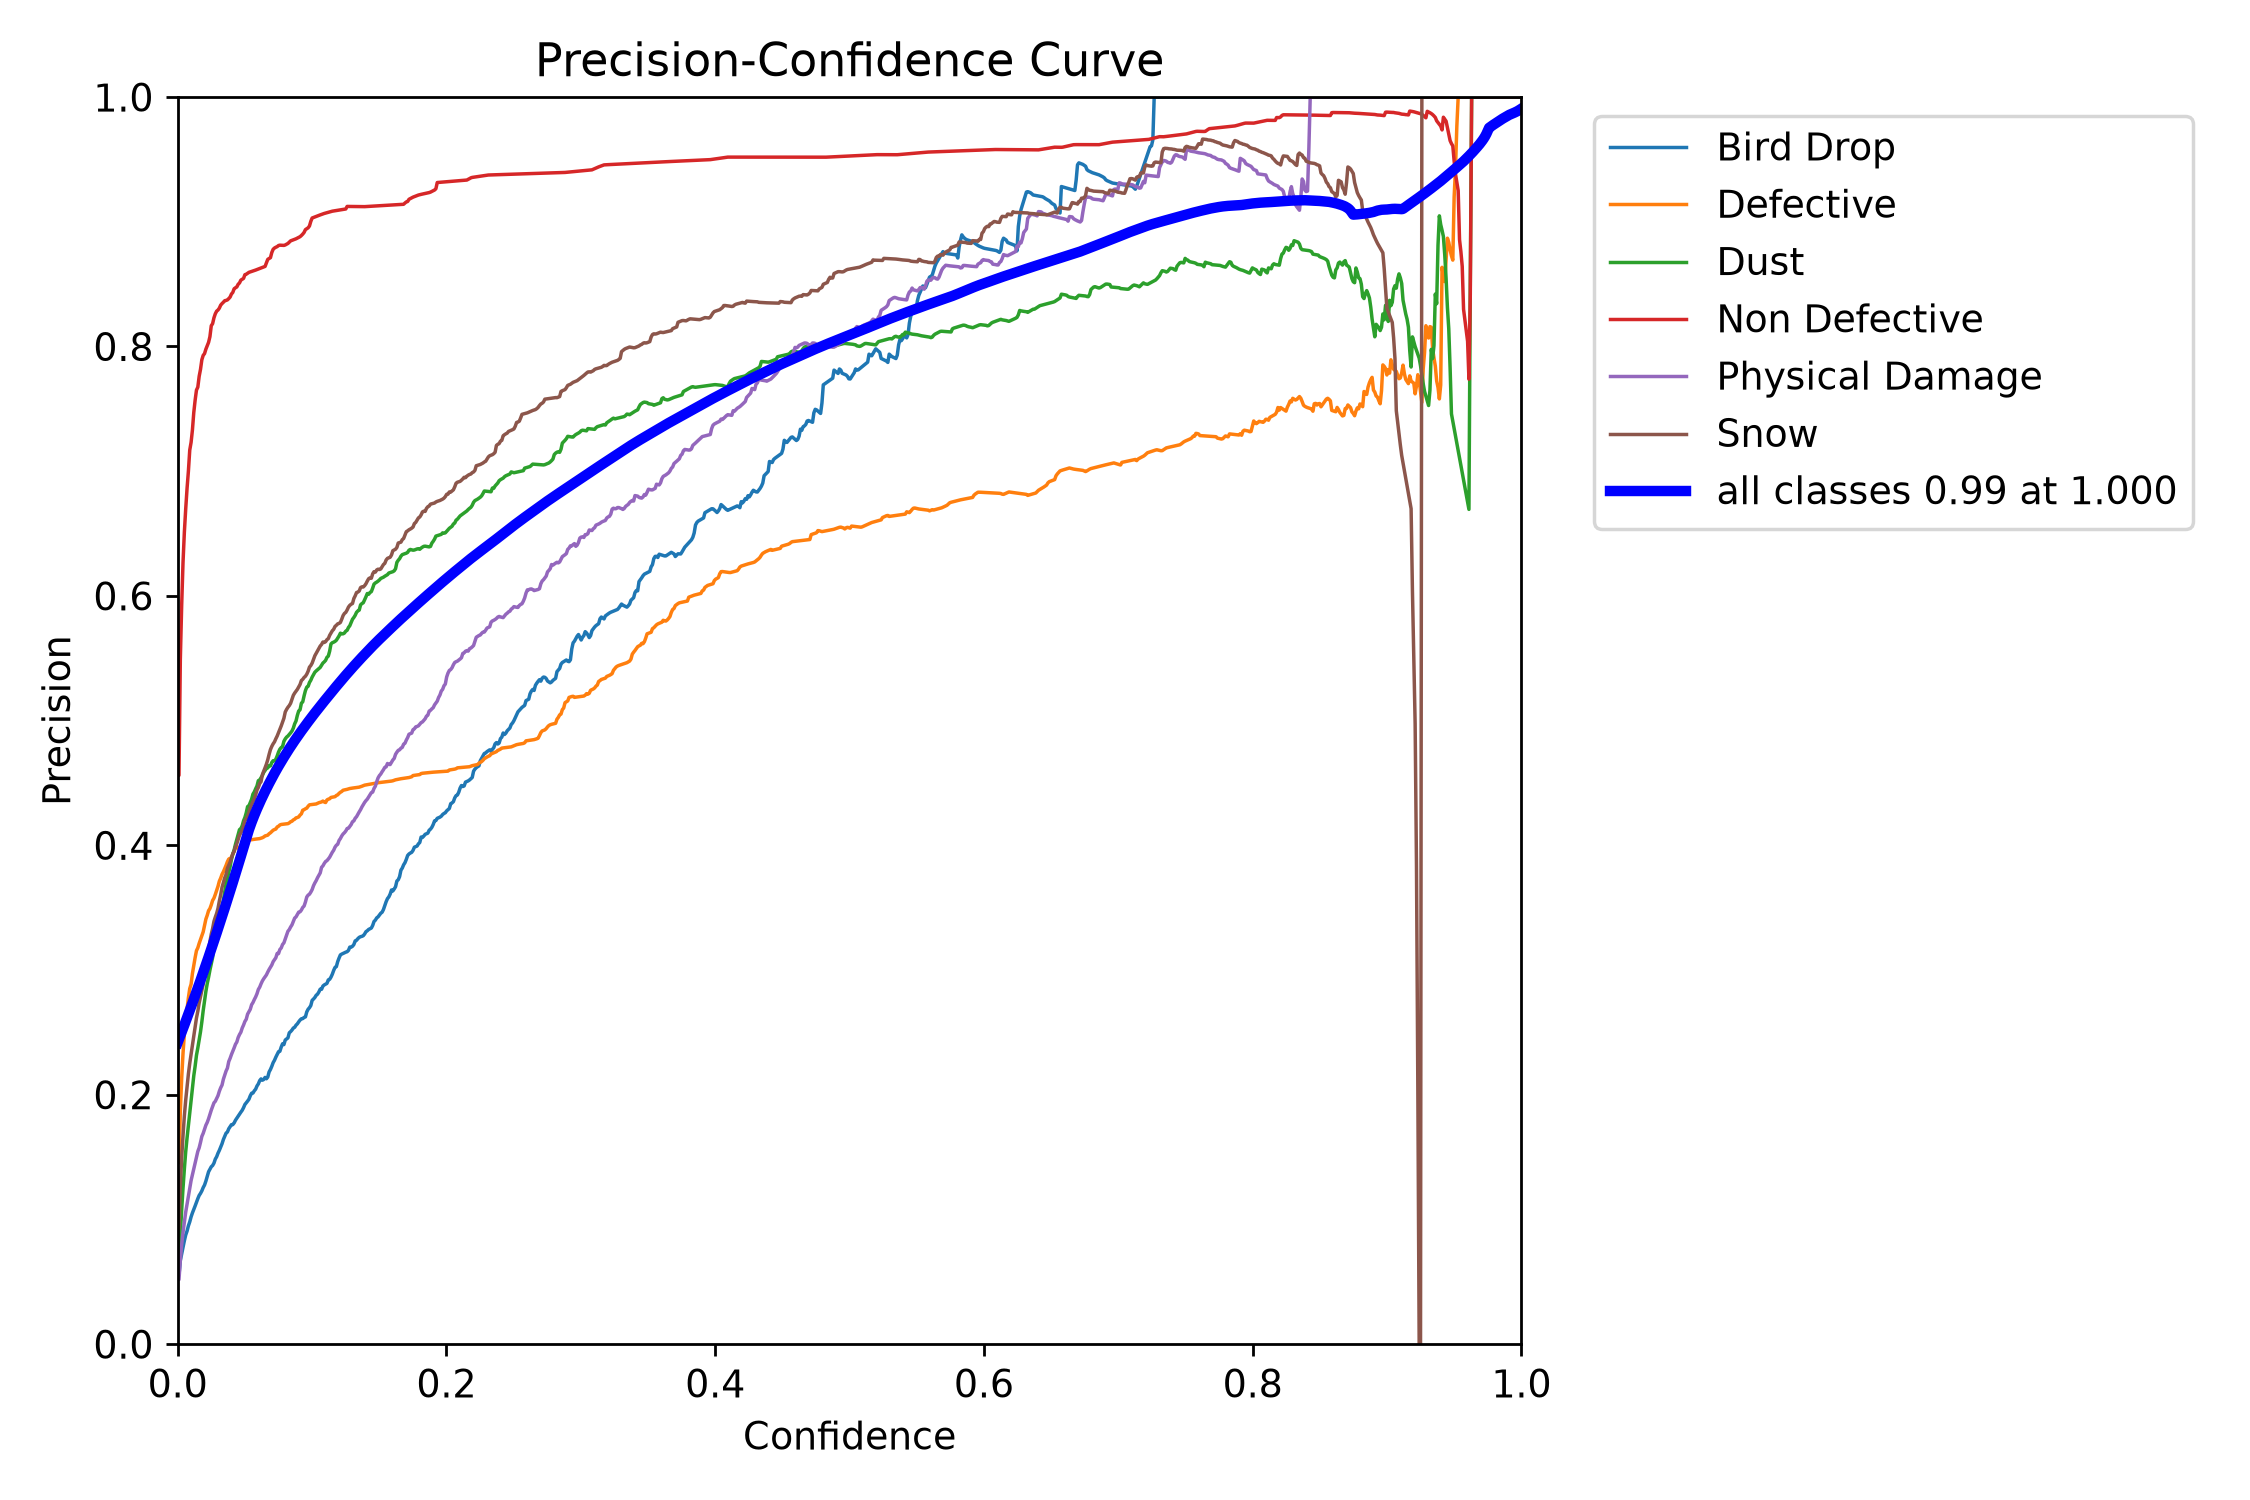 Precision-Confidence Curve
1.0
0.8
0.6
0.4
0.2
0.0
Precision
0.0 0.2 0.4 0.6 0.8 1.0
Confidence
Bird Drop
Defective
Dust
Non Defective
Physical Damage
Snow
all classes 0.99 at 1.000